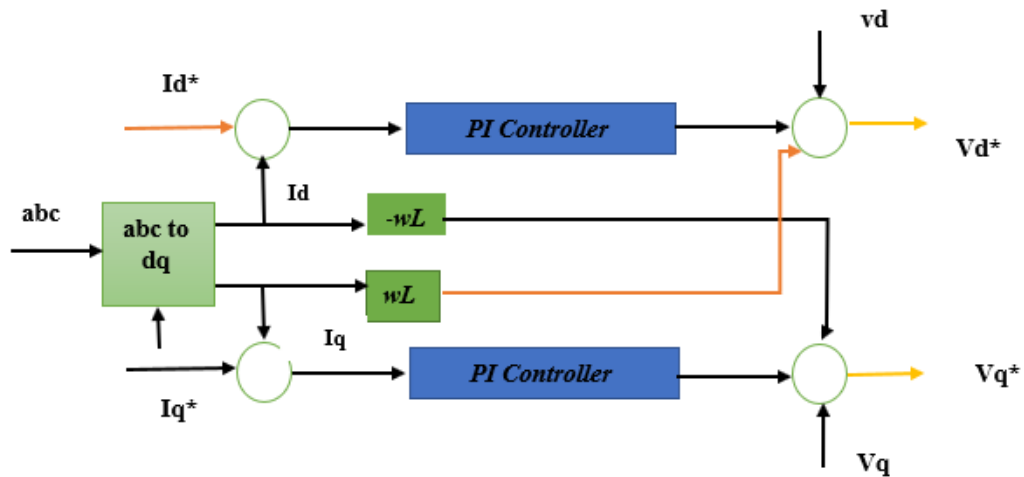 vd
Id*
PI Controller
Vd*
Id
abc
-wL
abc to
dq
wL
Iq
PI Controller
Vq*
Iq*
Vq